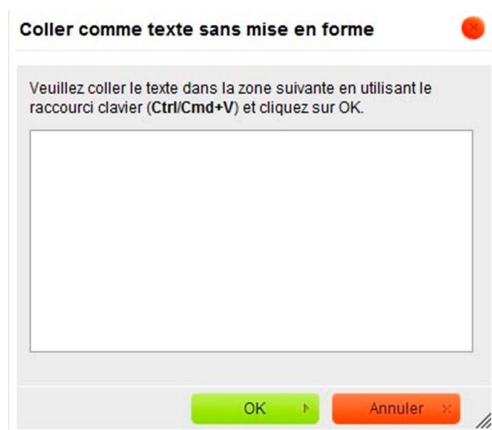 Coller comme texte sans mise en forme
Veuillez coller le texte dans la zone suivante en utilisant le
raccourci clavier (Ctrl/Cmd+V) et cliquez sur OK.
OK
Annuler